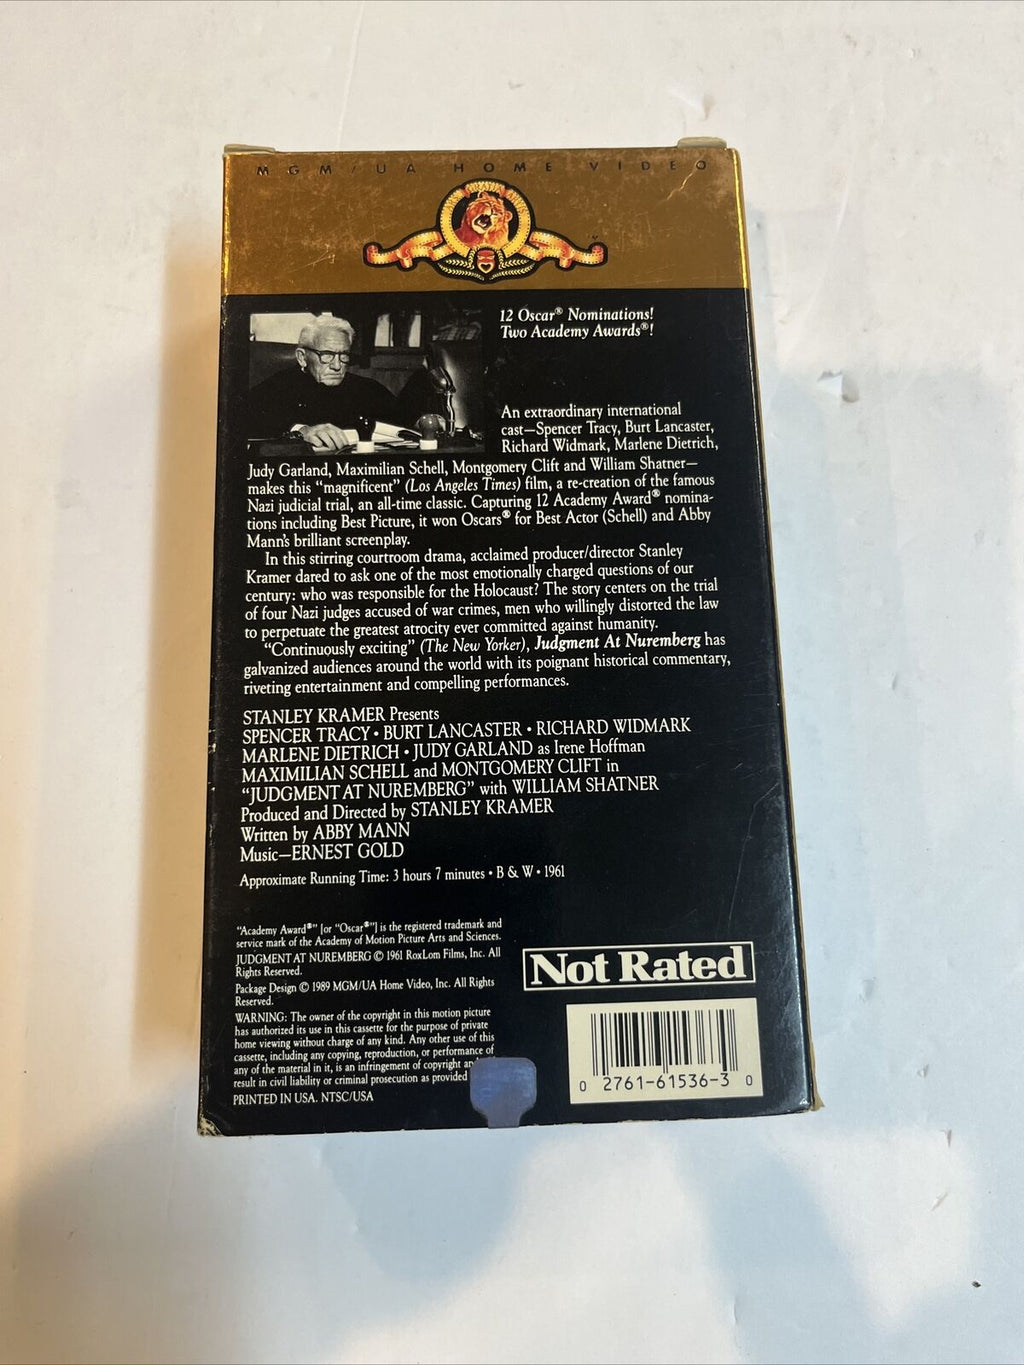 MGM/UA HOME VIDEO
12 Oscar® Nominations!
Two Academy Awards®!
An extraordinary international
cast—Spencer Tracy, Burt Lancaster,
Richard Widmark, Marlene Dietrich,
Judy Garland, Maximilian Schell, Montgomery Clift and William Shatner—
makes this “magnificent” (Los Angeles Times) film, a re-creation of the famous
Nazi judicial trial, an all-time classic. Capturing 12 Academy Award® nomina-
tions including Best Picture, it won Oscars® for Best Actor (Schell) and Abby
Mann's brilliant screenplay.
In this stirring courtroom drama, acclaimed producer/director Stanley
Kramer dared to ask one of the most emotionally charged questions of our
century: who was responsible for the Holocaust? The story centers on the trial
of four Nazi judges accused of war crimes, men who willingly distorted the law
to perpetuate the greatest atrocity ever committed against humanity.
“Continuously exciting” (The New Yorker), Judgment At Nuremberg has
galvanized audiences around the world with its poignant historical commentary,
riveting entertainment and compelling performances.
STANLEY KRAMER Presents
SPENCER TRACY • BURT LANCASTER • RICHARD WIDMARK
MARLENE DIETRICH • JUDY GARLAND as Irene Hoffman
MAXIMILIAN SCHELL and MONTGOMERY CLIFT in
“JUDGMENT AT NUREMBERG” with WILLIAM SHATNER
Produced and Directed by STANLEY KRAMER
Written by ABBY MANN
Music—ERNEST GOLD
Approximate Running Time: 3 hours 7 minutes • B & W • 1961
“Academy Award®” [or “Oscar®”] is the registered trademark and
service mark of the Academy of Motion Picture Arts and Sciences.
JUDGMENT AT NUREMBERG © 1961 RoxLom Films, Inc. All
Rights Reserved.
Package Design © 1989 MGM/UA Home Video, Inc. All Rights
Reserved.
WARNING: The owner of the copyright in this motion picture
has authorized its use in this cassette for the purpose of private
home viewing without charge of any kind. Any other use of this
cassette, including any copying, reproduction, or performance of
any of the material in it, is an infringement of copyright
result in civil liability or criminal prosecution as provided
PRINTED IN USA. NTSC/USA
Not Rated
0 2761-61536-3 0